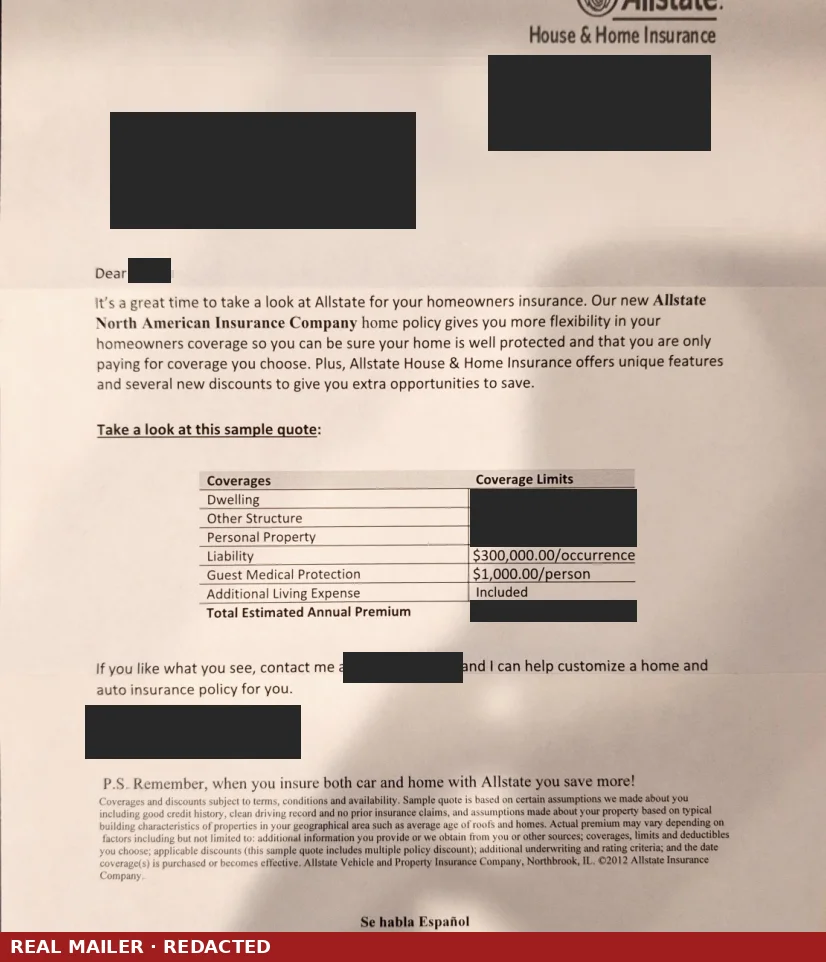 Allstate.
House & Home Insurance
Dear
It's a great time to take a look at Allstate for your homeowners insurance. Our new Allstate
North American Insurance Company home policy gives you more flexibility in your
homeowners coverage so you can be sure your home is well protected and that you are only
paying for coverage you choose. Plus, Allstate House & Home Insurance offers unique features
and several new discounts to give you extra opportunities to save.
Take a look at this sample quote:
Coverages Coverage Limits
Dwelling
Other Structure
Personal Property
Liability $300,000.00/occurrence
Guest Medical Protection $1,000.00/person
Additional Living Expense Included
Total Estimated Annual Premium
If you like what you see, contact me and I can help customize a home and
auto insurance policy for you.
P.S. Remember, when you insure both car and home with Allstate you save more!
Coverages and discounts subject to terms, conditions and availability. Sample quote is based on certain assumptions we made about you
including good credit history, clean driving record and no prior insurance claims, and assumptions made about your property based on typical
building characteristics of properties in your geographical area such as average age of roofs and homes. Actual premium may vary depending on
factors including but not limited to: additional information you provide or we obtain from you or other sources; coverages, limits and deductibles
you choose; applicable discounts (this sample quote includes multiple policy discount); additional underwriting and rating criteria; and the date
coverage(s) is purchased or becomes effective. Allstate Vehicle and Property Insurance Company, Northbrook, IL. ©2012 Allstate Insurance
Company.
Se habla Español
REAL MAILER · REDACTED